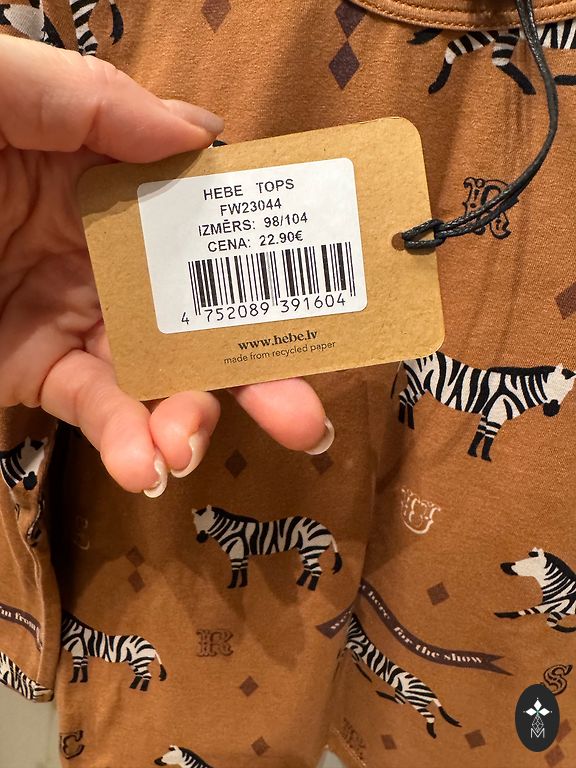 HEBE TOPS
FW23044
IZMĒRS: 98/104
CENA: 22.90€
4 752089 391604
www.hebe.lv
made from recycled paper
R
U
here for the show
R
S
C
M